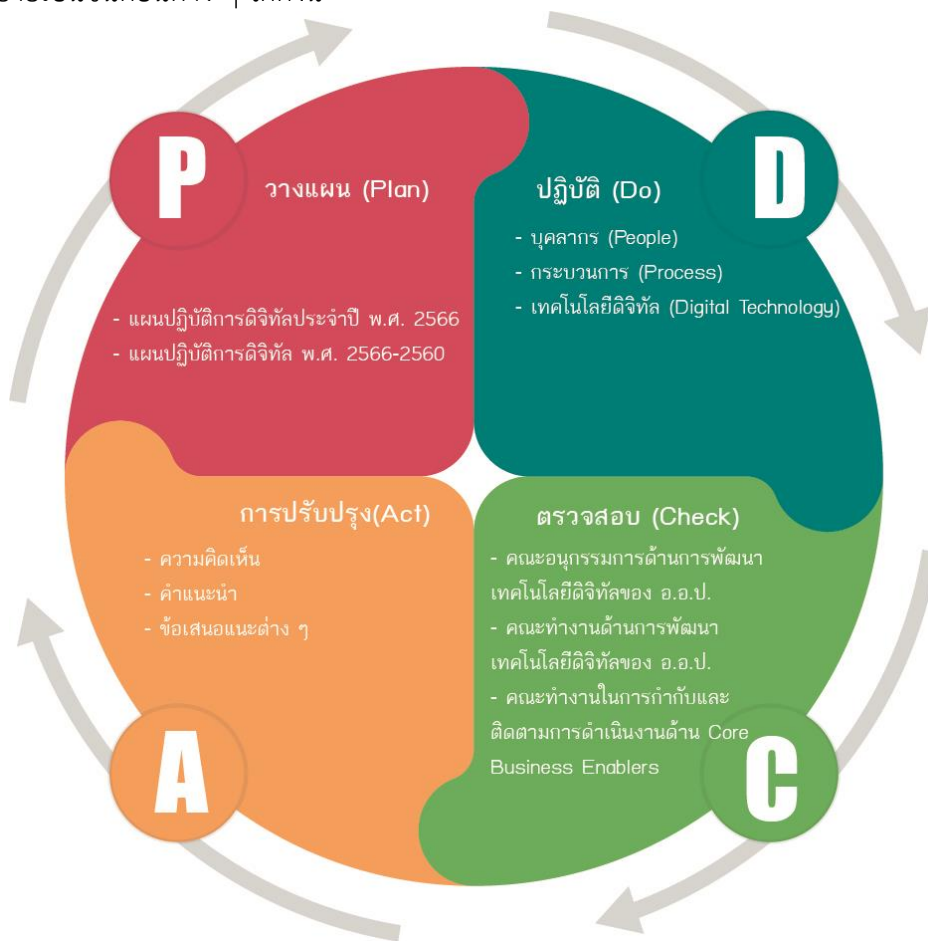 P
วางแผน (Plan)
- แผนปฏิบัติการดิจิทัลประจำปี พ.ศ. 2566
- แผนปฏิบัติการดิจิทัล พ.ศ. 2566-2560
D
ปฏิบัติ (Do)
- บุคลากร (People)
- กระบวนการ (Process)
- เทคโนโลยีดิจิทัล (Digital Technology)
การปรับปรุง(Act)
- ความคิดเห็น
- คำแนะนำ
- ข้อเสนอแนะต่าง ๆ
A
ตรวจสอบ (Check)
- คณะอนุกรรมการด้านการพัฒนา
เทคโนโลยีดิจิทัลของ อ.อ.ป.
- คณะทำงานด้านการพัฒนา
เทคโนโลยีดิจิทัลของ อ.อ.ป.
- คณะทำงานในการกำกับและ
ติดตามการดำเนินงานด้าน Core
Business Enablers
C